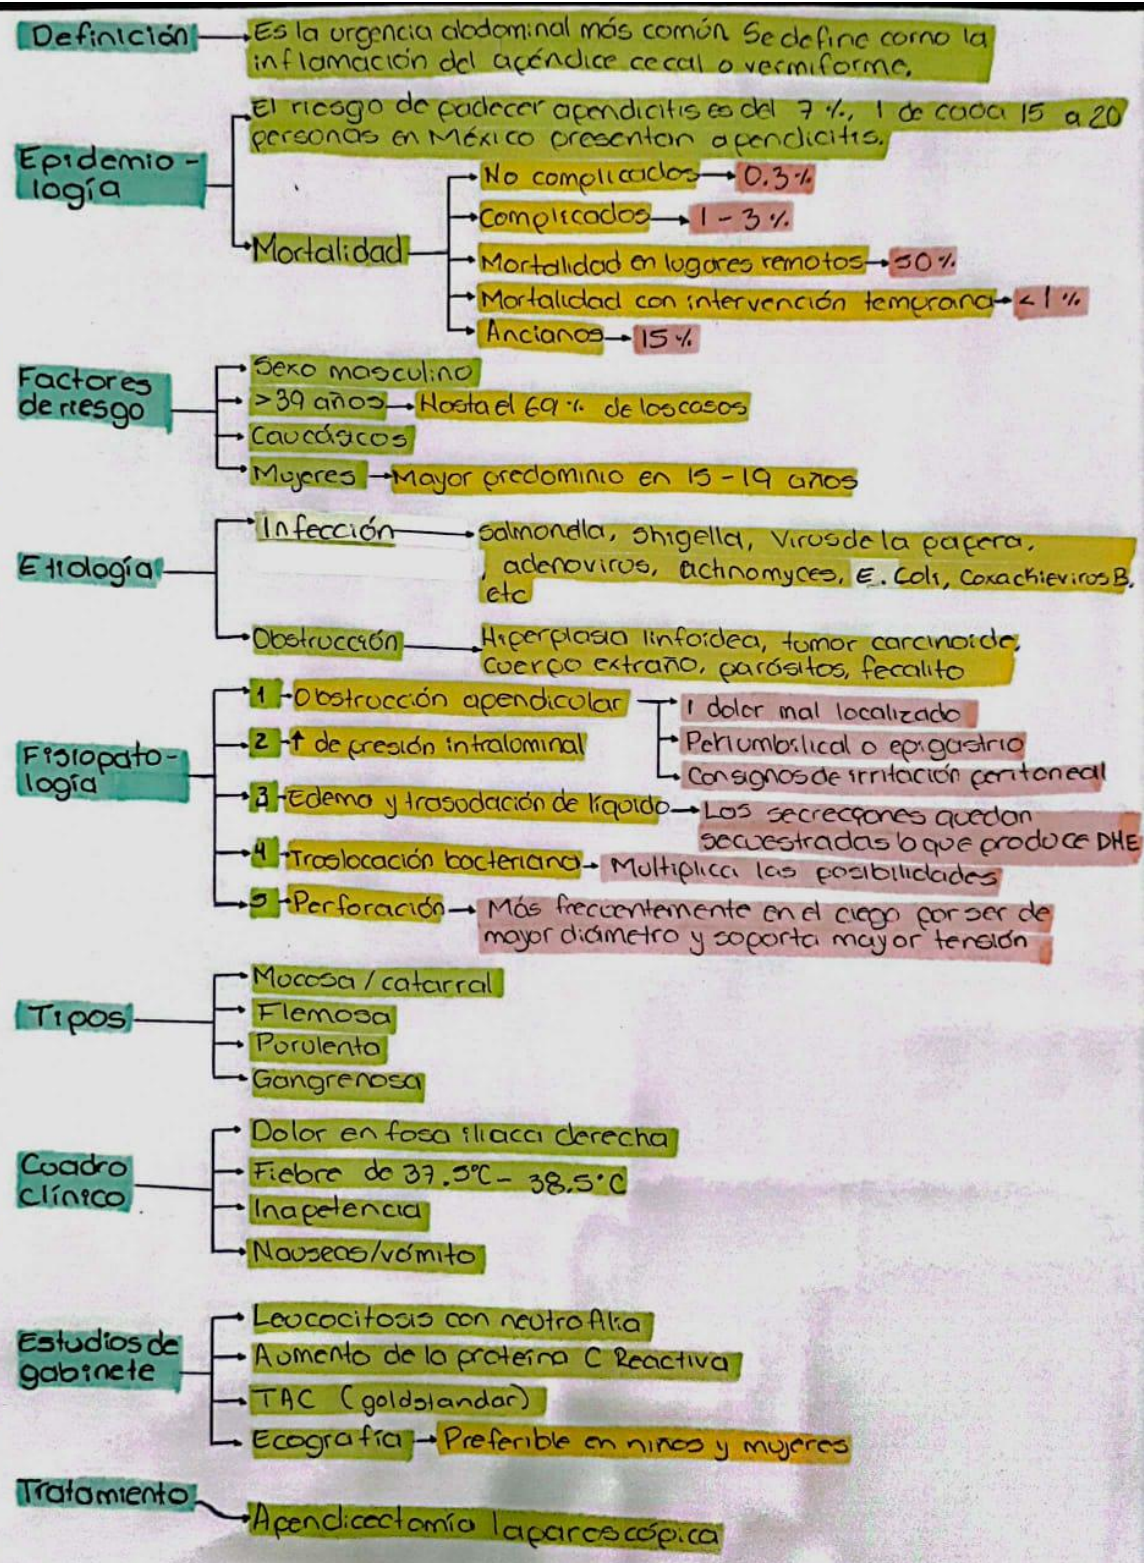 Definición
Es la urgencia abdominal más común Se define como la
inflamación del apéndice cecal o vermiforme.
Epidemio-
logía
El riesgo de padecer apendicitis es del 7 %, 1 de cada 15 a 20
personas en México presentan apendicitis.
Mortalidad
No complicados
0.3%
Complicados
1 - 3 %
Mortalidad en lugares remotos
50 %
Mortalidad con intervención temprana
< 1 %
Ancianos
15 %
Factores
de riesgo
Sexo masculino
>39 años
Hasta el 69 % de los casos
Caucásicos
Mujeres
Mayor predominio en 15 - 19 años
Etiología
Infección
Salmonella, Shigella, Virus de la papera,
adenovirus, actinomyces, E. Coli, Coxachievirus B,
etc
Obstrucción
Hiperplasia linfoidea, tumor carcinoide,
cuerpo extraño, parásitos, fecalito
Fisiopato-
logía
1 Obstrucción apendicular
1 dolor mal localizado
Periumbilical o epigastrio
Con signos de irritación peritoneal
2 ↑ de presión intraluminal
3 Edema y trasudación de líquido
Las secreciones quedan
secuestradas lo que produce DHE
4 Traslocación bacteriana
Multiplica las posibilidades
5 Perforación
Más frecuentemente en el ciego por ser de
mayor diámetro y soporta mayor tensión
Tipos
Mucosa / catarral
Flemosa
Purulenta
Gangrenosa
Cuadro
clínico
Dolor en fosa iliaca derecha
Fiebre de 37.5°C - 38.5°C
Inapetencia
Nauseas/vómito
Estudios de
gabinete
Leucocitosis con neutrofilia
Aumento de la proteína C Reactiva
TAC (goldstandar)
Ecografía
Preferible en niños y mujeres
Tratamiento
Apendicectomía laparoscópica